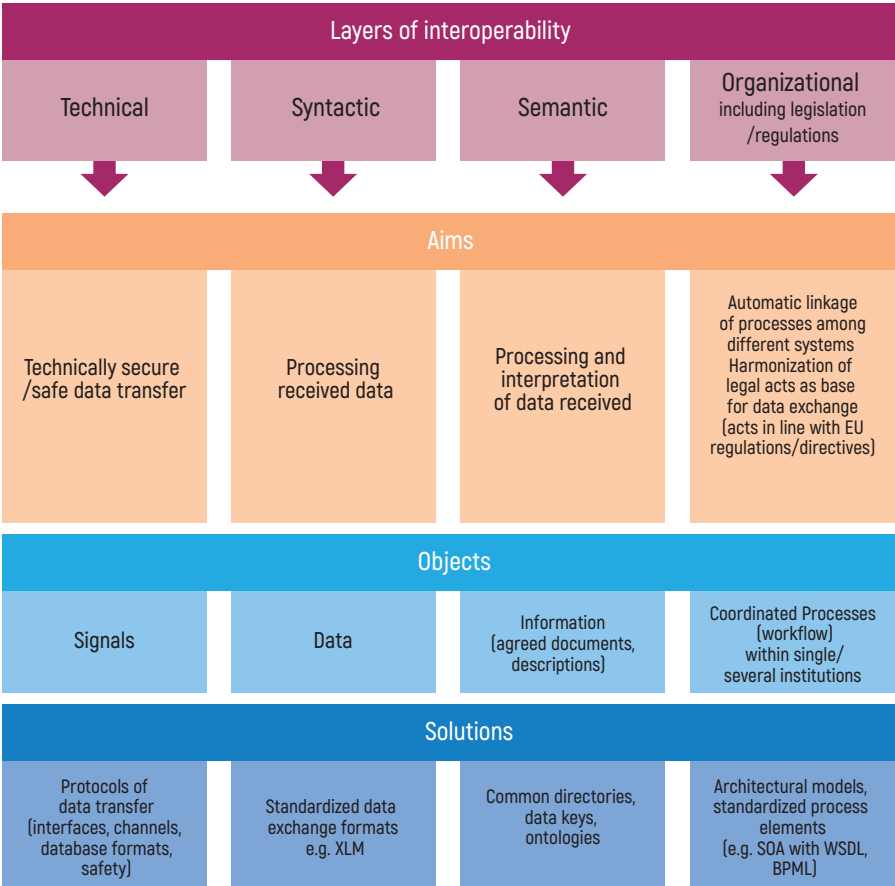 Layers of interoperability
Technical
Syntactic
Semantic
Organizational
including legislation
/regulations
Aims
Technically secure
/safe data transfer
Processing
received data
Processing and
interpretation
of data received
Automatic linkage
of processes among
different systems
Harmonization of
legal acts as base
for data exchange
(acts in line with EU
regulations/directives)
Objects
Signals
Data
Information
(agreed documents,
descriptions)
Coordinated Processes
(workflow)
within single/
several institutions
Solutions
Protocols of
data transfer
(interfaces, channels,
database formats,
safety)
Standardized data
exchange formats
e.g. XLM
Common directories,
data keys,
ontologies
Architectural models,
standardized process
elements
(e.g. SOA with WSDL,
BPML)